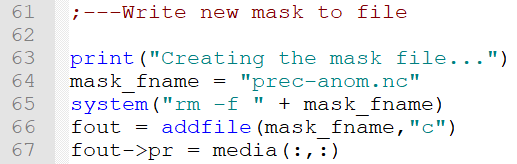 61 ;---Write new mask to file
62
63 print("Creating the mask file...")
64 mask_fname = "prec-anom.nc"
65 system("rm -f " + mask_fname)
66 fout = addfile(mask_fname,"c")
67 fout->pr = media(:,:)